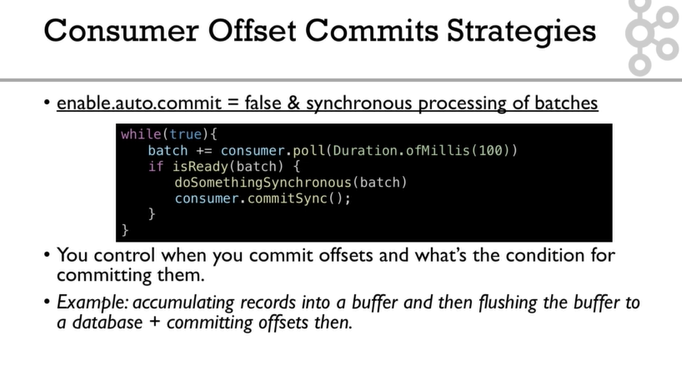 Consumer Offset Commits Strategies
• enable.auto.commit = false & synchronous processing of batches
while(true){
    batch += consumer.poll(Duration.ofMillis(100))
    if isReady(batch) {
        doSomethingSynchronous(batch)
        consumer.commitSync();
    }
}
• You control when you commit offsets and what's the condition for
committing them.
• Example: accumulating records into a buffer and then flushing the buffer to
a database + committing offsets then.